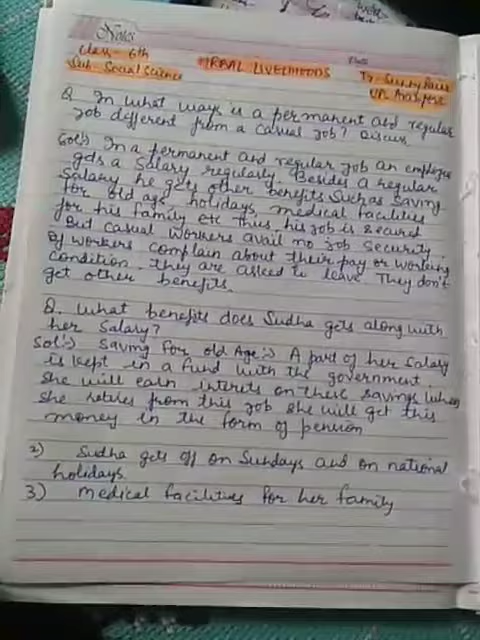 Notes
Class- 6th
Sub. Social Science
URBAL LIVELIHOODS
Date
Q. In what ways is a permanent and regular
job different from a casual job? Discuss
Sol:) In a permanent and regular job an employee
gets a salary regularly. Besides a regular
salary he gets other benefits such as saving
for old age, holidays, medical facilities
for his family etc thus his job is secured
But casual workers avail no job security.
If workers complain about their pay or working
condition. they are asked to leave. They don't
get other benefits.
Q. What benefits does Sudha gets along with
her salary?
Sol:) Saving for old Age:) A part of her salary
is kept in a fund with the government.
She will earn interets on these savings when
she retires from this job she will get this
money in the form of pension
2) Sudha gets off on Sundays and on national
holidays.
3) medical facilities for her family